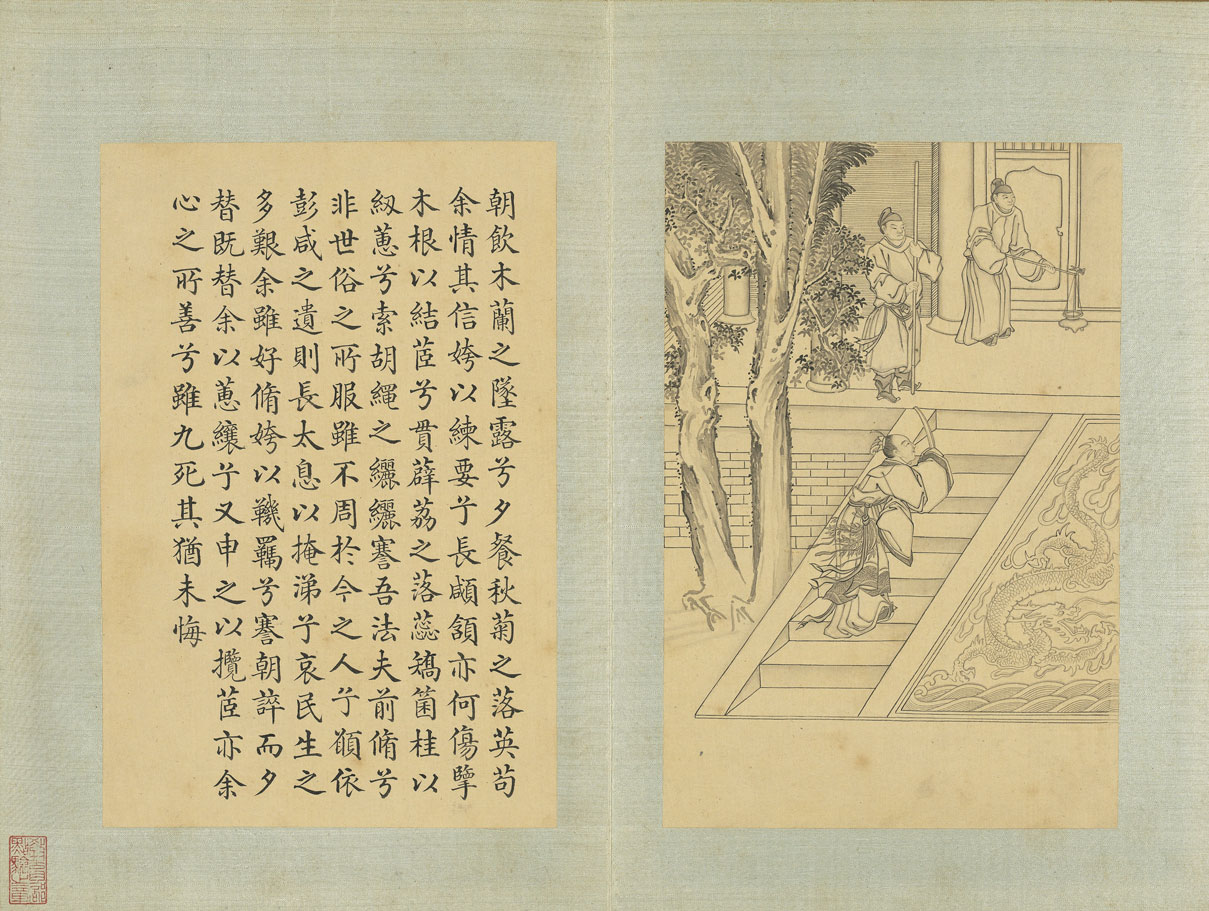 朝飲木蘭之墜露兮夕餐秋菊之落英苟
余情其信姱以練要兮長顑頷亦何傷擥
木根以結茝兮貫薜荔之落蕊矯菌桂以
紉蕙兮索胡繩之纚纚謇吾法夫前脩兮
非世俗之所服雖不周於今之人兮願依
彭咸之遺則長太息以掩涕兮哀民生之
多艱余雖好脩姱以鞿羈兮謇朝誶而夕
替既替余以蕙纕兮又申之以攬茝亦余
心之所善兮雖九死其猶未悔